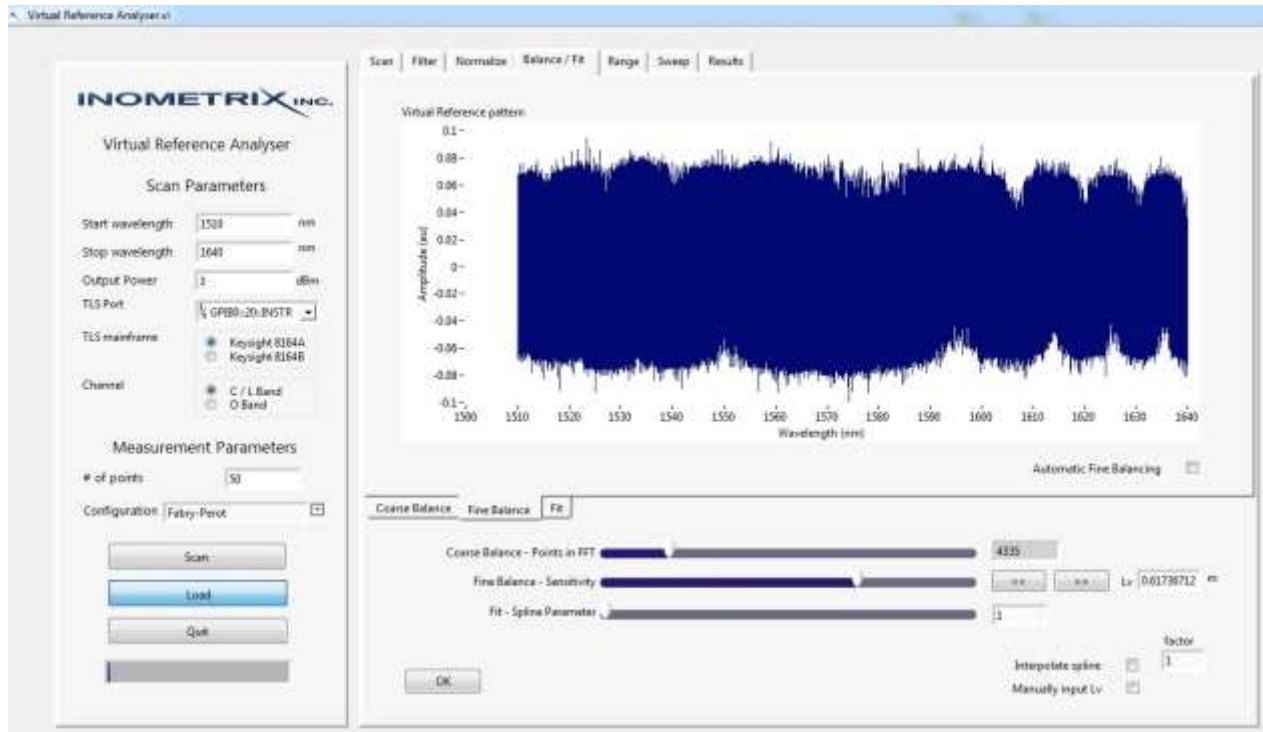 Virtual Reference Analyser.vi
INOMETRIX INC.
Virtual Reference Analyser
Scan Parameters
Start wavelength 1510 nm
Stop wavelength 1640 nm
Output Power 3 dBm
TLS Port GPIB0::20::INSTR
TLS mainframe
Keysight 8164A
Keysight 8164B
Channel
C / L Band
O Band
Measurement Parameters
# of points 50
Configuration Fabry-Perot
Scan
Load
Quit
Scan Filter Normalize Balance / Fit Range Sweep Results
Virtual Reference pattern
0.1
0.08
0.06
0.04
0.02
0
-0.02
-0.04
-0.06
-0.08
-0.1
Amplitude (au)
1500 1510 1520 1530 1540 1550 1560 1570 1580 1590 1600 1610 1620 1630 1640
Wavelength (nm)
Automatic Fine Balancing
Coarse Balance Fine Balance Fit
Coarse Balance - Points in FFT 4335
Fine Balance - Sensitivity << >> Lv 0.61736712 m
Fit - Spline Parameter 1
factor
Interpolate spline 1
Manually input Lv
OK